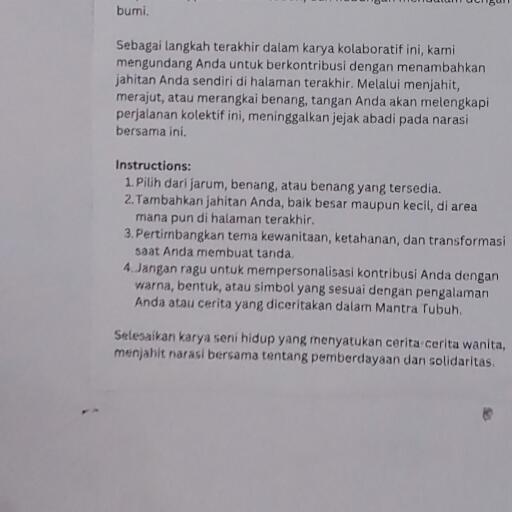 bumi.
Sebagai langkah terakhir dalam karya kolaboratif ini, kami
mengundang Anda untuk berkontribusi dengan menambahkan
jahitan Anda sendiri di halaman terakhir. Melalui menjahit,
merajut, atau merangkai benang, tangan Anda akan melengkapi
perjalanan kolektif ini, meninggalkan jejak abadi pada narasi
bersama ini.
Instructions:
1. Pilih dari jarum, benang, atau benang yang tersedia.
2. Tambahkan jahitan Anda, baik besar maupun kecil, di area
mana pun di halaman terakhir.
3. Pertimbangkan tema kewanitaan, ketahanan, dan transformasi
saat Anda membuat tanda.
4. Jangan ragu untuk mempersonalisasi kontribusi Anda dengan
warna, bentuk, atau simbol yang sesuai dengan pengalaman
Anda atau cerita yang diceritakan dalam Mantra Tubuh.
Selesaikan karya seni hidup yang menyatukan cerita-cerita wanita,
menjahit narasi bersama tentang pemberdayaan dan solidaritas.